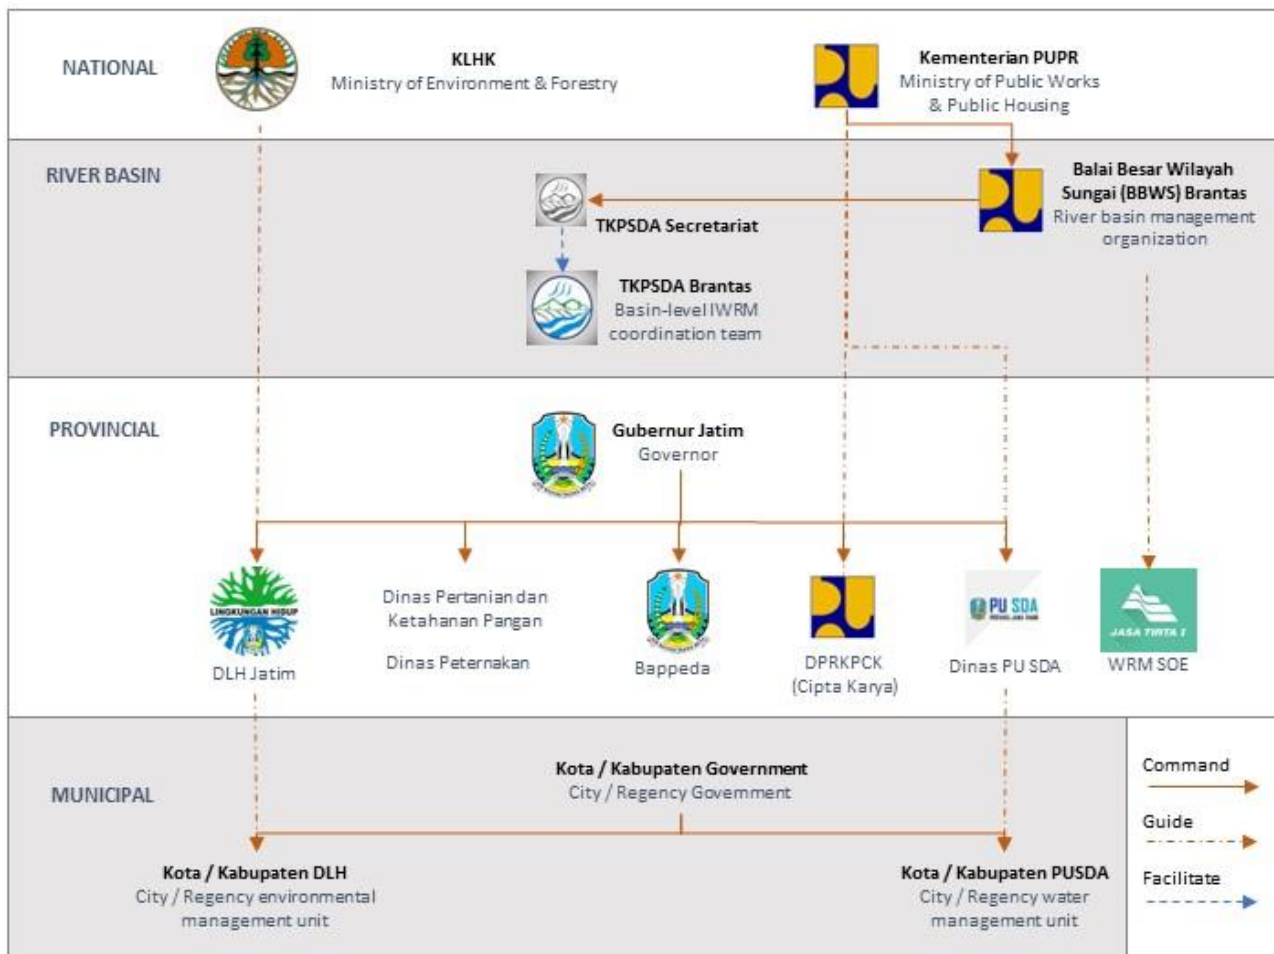 NATIONAL
KLHK
Ministry of Environment & Forestry
Kementerian PUPR
Ministry of Public Works
& Public Housing
RIVER BASIN
TKPSDA Secretariat
Balai Besar Wilayah
Sungai (BBWS) Brantas
River basin management
organization
TKPSDA Brantas
Basin-level IWRM
coordination team
PROVINCIAL
Gubernur Jatim
Governor
LINGKUNGAN HIDUP
DLH Jatim
Dinas Pertanian dan
Ketahanan Pangan
Dinas Peternakan
Bappeda
DPRKPCK
(Cipta Karya)
PU SDA
Dinas PU SDA
JASA TIRTA I
WRM SOE
MUNICIPAL
Kota / Kabupaten Government
City / Regency Government
Kota / Kabupaten DLH
City / Regency environmental
management unit
Kota / Kabupaten PUSDA
City / Regency water
management unit
Command
Guide
Facilitate